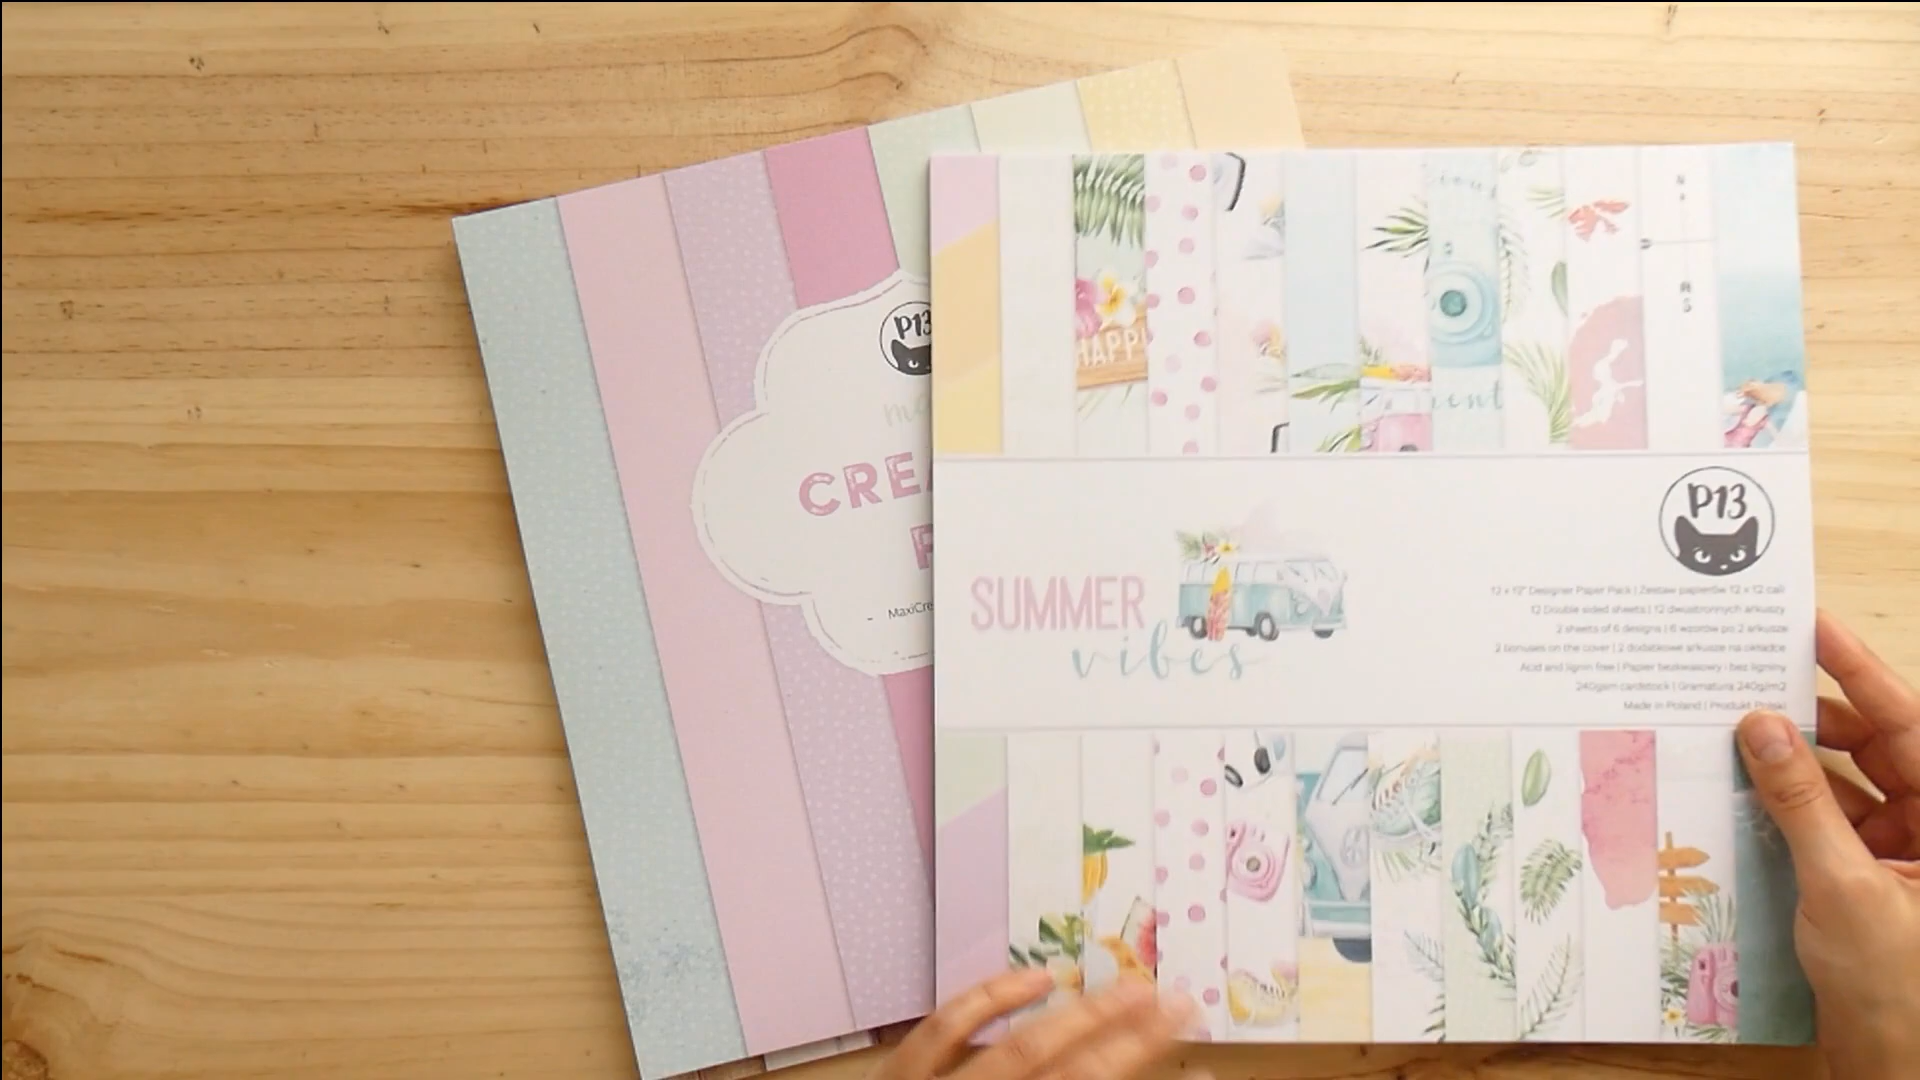 P13
CREA
MaxiCre
HAPP
SUMMER
vibes
P13
12 x 12" Designer Paper Pack | Zestaw papierów 12 x 12 cali
12 Double sided sheets | 12 dwustronnych arkuszy
2 sheets of 6 designs | 6 wzorów po 2 arkusze
2 bonuses on the cover | 2 dodatkowe arkusze na okładce
Acid and lignin free | Papier bezkwasowy i bez ligniny
240gsm cardstock | Gramatura 240g/m2
Made in Poland | Produkt Polski